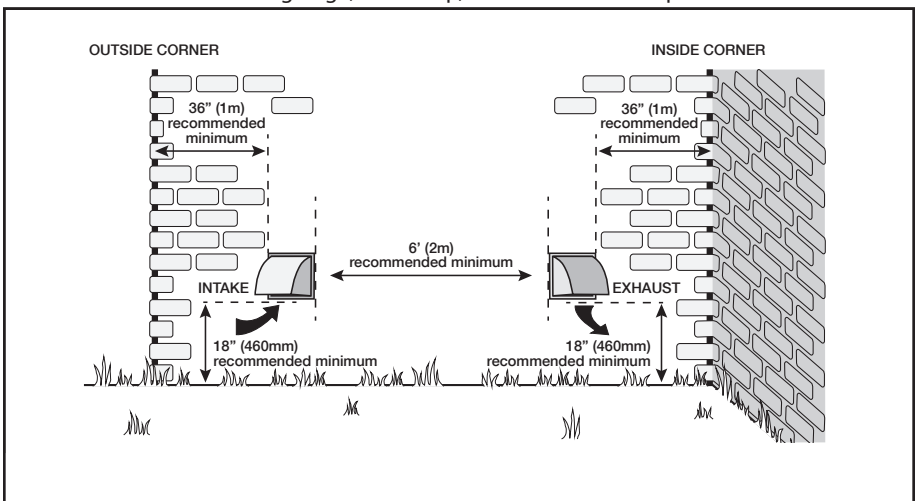 OUTSIDE CORNER
INSIDE CORNER
36” (1m)
recommended
minimum
36” (1m)
recommended
minimum
6’ (2m)
recommended minimum
INTAKE
EXHAUST
18” (460mm)
recommended minimum
18” (460mm)
recommended minimum